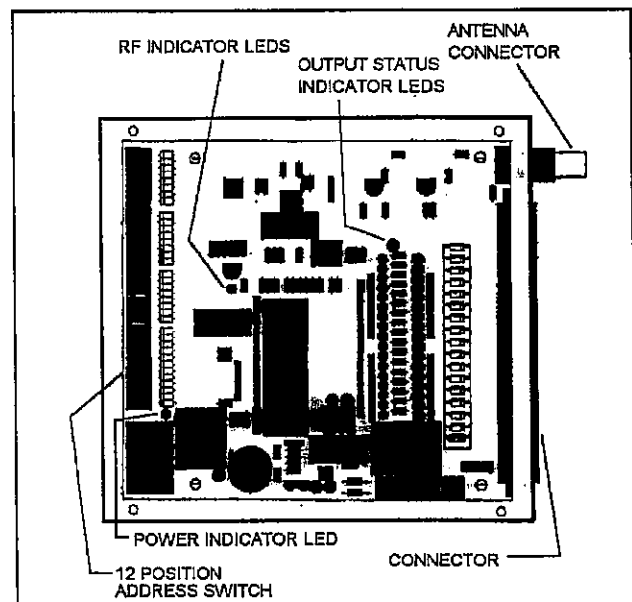 RF INDICATOR LEDS
OUTPUT STATUS
INDICATOR LEDS
ANTENNA
CONNECTOR
POWER INDICATOR LED
12 POSITION
ADDRESS SWITCH
CONNECTOR